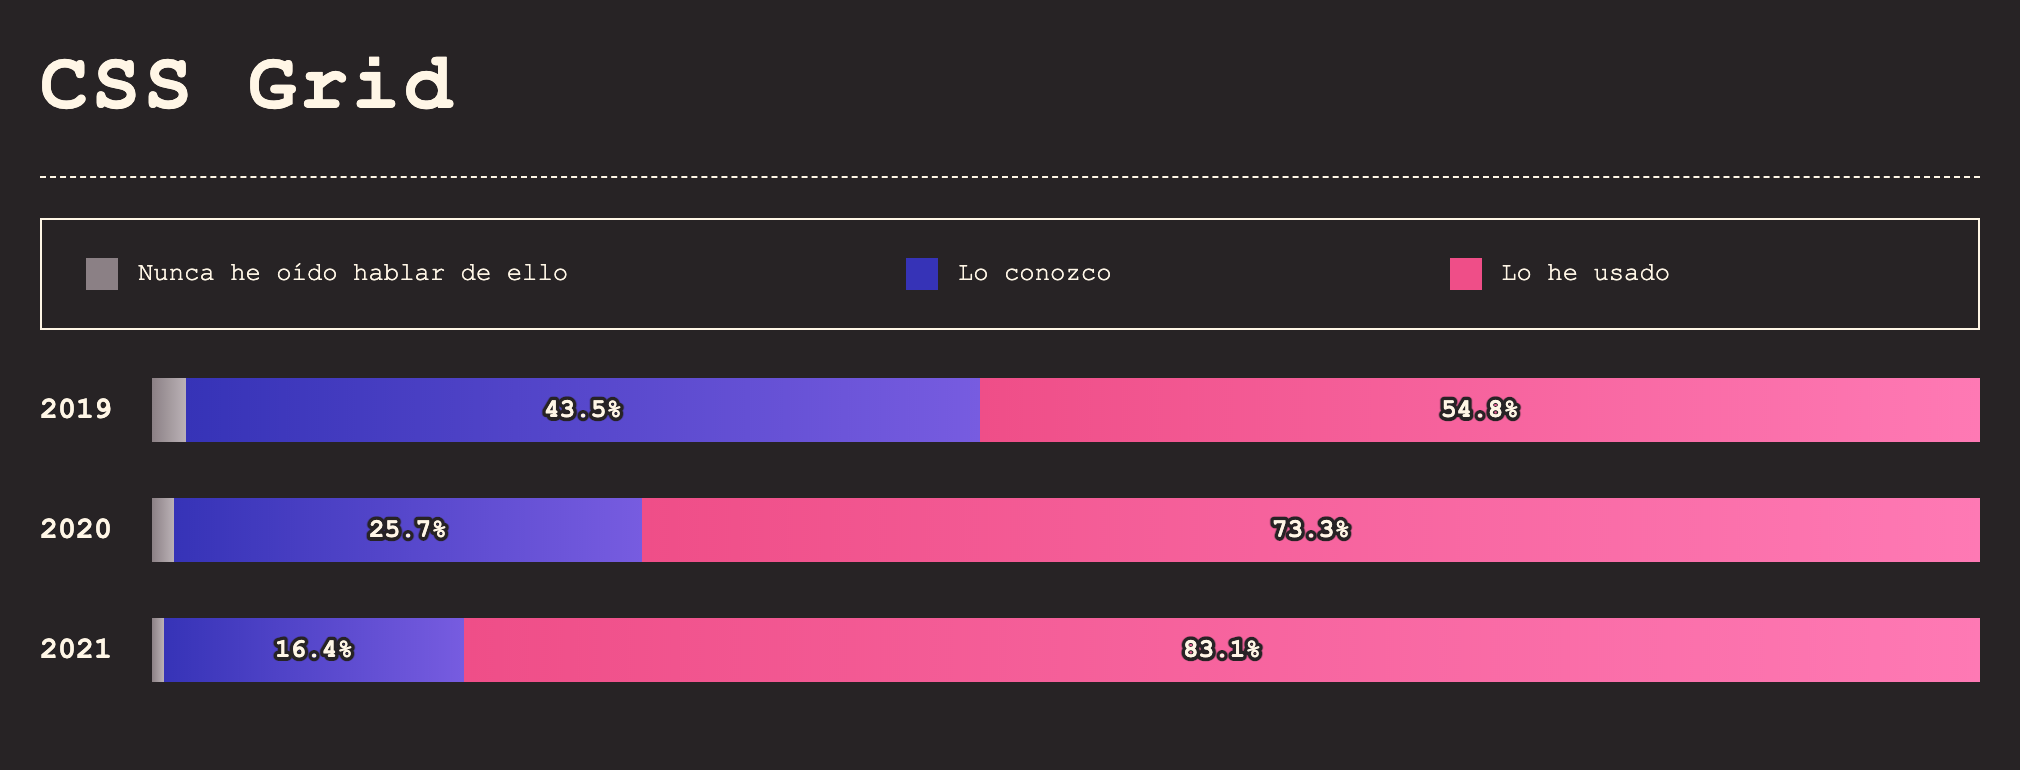 CSS Grid
Nunca he oído hablar de ello Lo conozco Lo he usado
2019 43.5% 54.8%
2020 25.7% 73.3%
2021 16.4% 83.1%